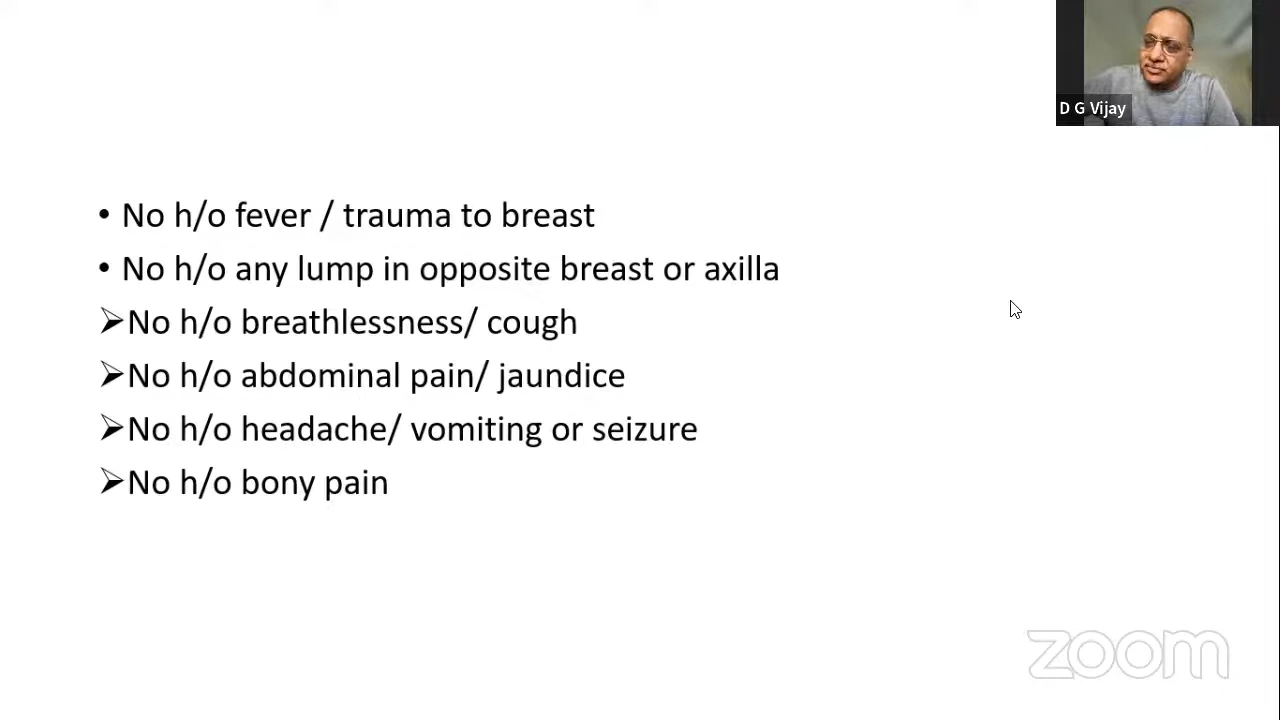 D G Vijay
• No h/o fever / trauma to breast
• No h/o any lump in opposite breast or axilla
➢No h/o breathlessness/ cough
➢No h/o abdominal pain/ jaundice
➢No h/o headache/ vomiting or seizure
➢No h/o bony pain
zoom